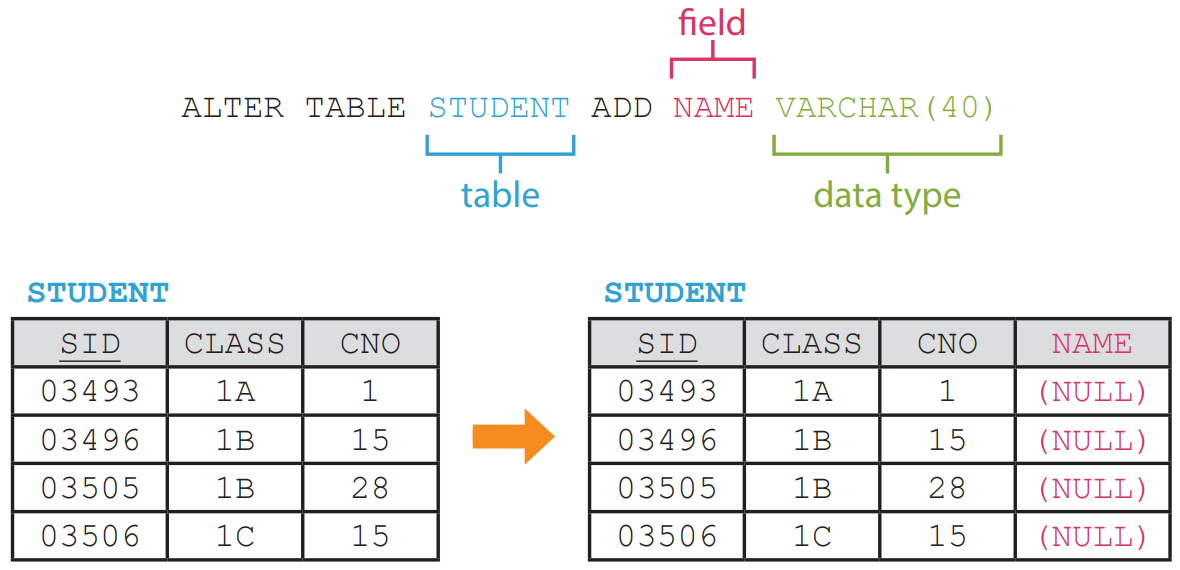 field
ALTER TABLE STUDENT ADD NAME VARCHAR(40)
table
data type
STUDENT
SID CLASS CNO
03493 1A 1
03496 1B 15
03505 1B 28
03506 1C 15
STUDENT
SID CLASS CNO NAME
03493 1A 1 (NULL)
03496 1B 15 (NULL)
03505 1B 28 (NULL)
03506 1C 15 (NULL)